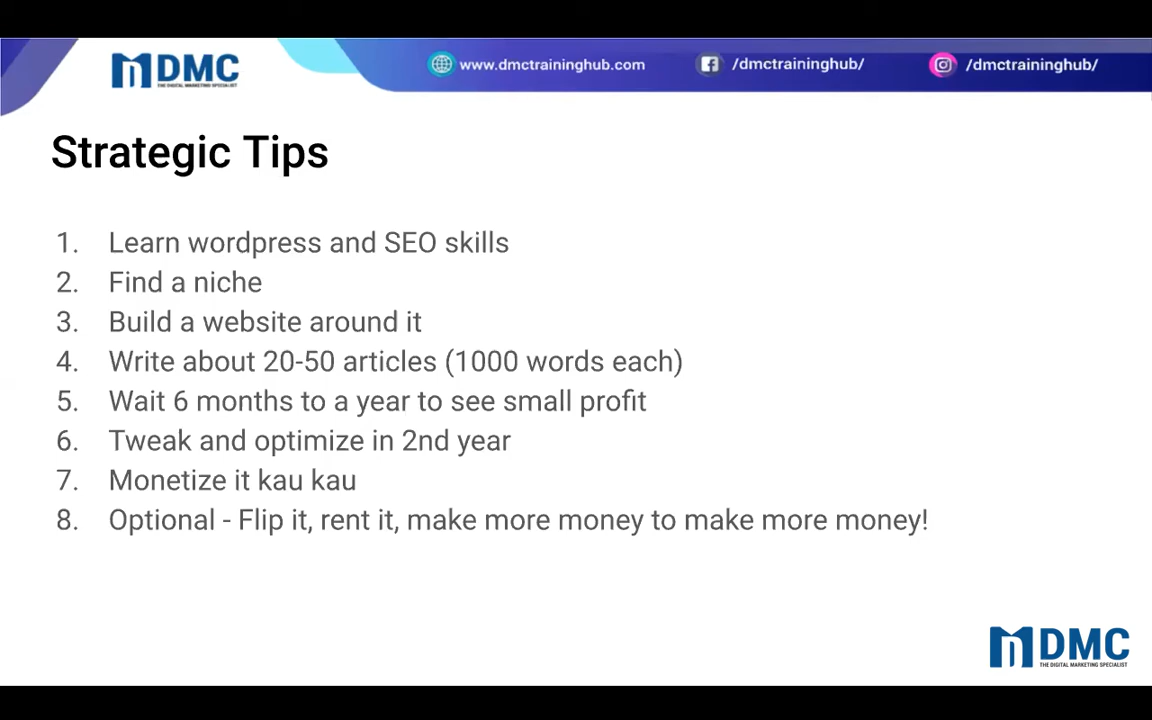 DMC
THE DIGITAL MARKETING SPECIALIST
www.dmctraininghub.com
/dmctraininghub/
/dmctraininghub/
Strategic Tips
1. Learn wordpress and SEO skills
2. Find a niche
3. Build a website around it
4. Write about 20-50 articles (1000 words each)
5. Wait 6 months to a year to see small profit
6. Tweak and optimize in 2nd year
7. Monetize it kau kau
8. Optional - Flip it, rent it, make more money to make more money!
DMC
THE DIGITAL MARKETING SPECIALIST